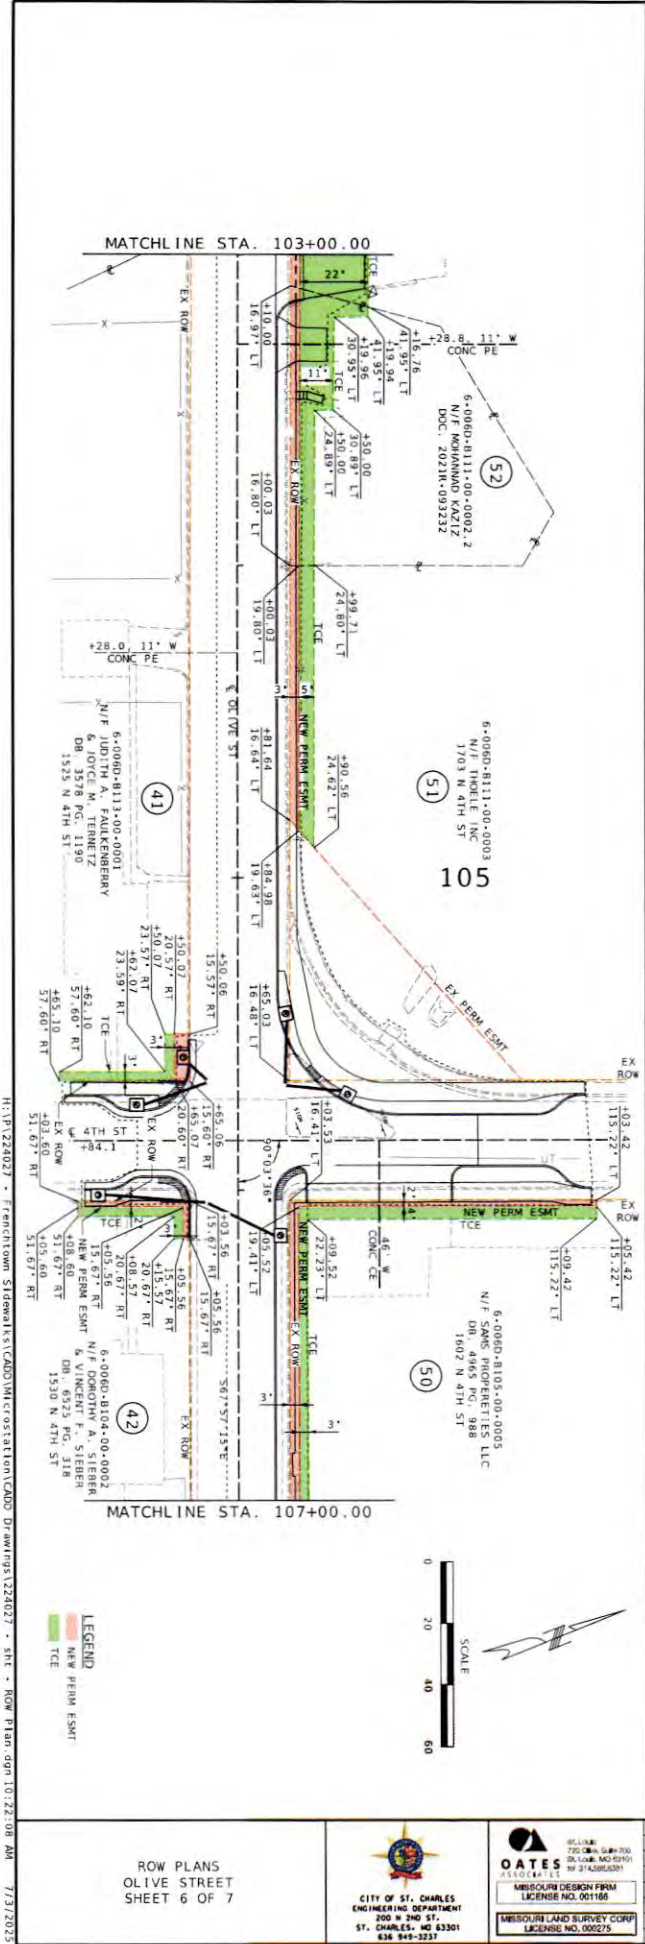 MATCHLINE STA. 103+00.00
EX ROW
X
22'
TCE
+10.00
16.97' LT
+16.76
41.95' LT
+19.94
41.95' LT
+19.96
30.95' LT
11'
TCE
+28.8, 11' W
CONC PE
+50.00
30.89' LT
+50.00
24.89' LT
6-006D-B111-00-0002.2
N/F MOHANNAD KAZIZ
DOC. 2021R-093232
52
EX ROW
+00.03
16.80' LT
+00.03
19.80' LT
+99.71
24.80' LT
TCE
+28.0, 11' W
CONC PE
OLIVE ST
3'
5'
NEW PERM ESMT
+81.64
16.64' LT
+90.56
24.62' LT
6-006D-B111-00-0003
N/F THOELE INC
1703 N 4TH ST
51
105
6-006D-B113-00-0001
N/F JUDITH A. FAULKENBERRY
& JOYCE M. TERNETZ
DB. 3578 PG. 1190
1525 N 4TH ST
41
+84.98
19.63' LT
+50.06
15.57' RT
+50.07
20.57' RT
+50.07
23.57' RT
+62.07
23.59' RT
+62.10
57.60' RT
+65.10
57.60' RT
TCE
3'
3'
+65.03
16.48' LT
EX PERM ESMT
EX
ROW
+65.06
15.60' RT
+65.07
20.60' RT
EX ROW
4TH ST
+84.1
EX ROW
+03.60
51.67' RT
STOP
+03.53
16.41' LT
90°03'36"
UT
+03.42
115.22' LT
EX
ROW
2'
4'
NEW PERM ESMT
TCE
+05.42
115.22' LT
+09.42
115.22' LT
46' W
CONC CE
+09.52
22.23' LT
+05.52
19.41' LT
NEW PERM ESMT
TCE
EX ROW
+03.56
15.67' RT
+05.56
15.67' RT
+05.56
15.67' RT
+15.57
20.67' RT
+08.57
20.67' RT
+05.56
15.67' RT
NEW PERM ESMT
+08.60
51.67' RT
+05.60
51.67' RT
TCE
2'
3'
6-006D-B105-00-0005
N/F SAMS PROPERETIES LLC
DB. 4965 PG. 988
1602 N 4TH ST
50
S67°57'15"E
3'
3'
6-006D-B104-00-0002
N/F DOROTHY A. SIEBER
& VINCENT F. SIEBER
DB. 6525 PG. 318
1530 N 4TH ST
42
EX ROW
MATCHLINE STA. 107+00.00
SCALE
0 20 40 60
LEGEND
NEW PERM ESMT
TCE
ROW PLANS
OLIVE STREET
SHEET 6 OF 7
CITY OF ST. CHARLES
ENGINEERING DEPARTMENT
200 N 2ND ST.
ST. CHARLES, MO 63301
636 949-3237
OATES
ASSOCIATES
MISSOURI DESIGN FIRM
LICENSE NO. 001166
MISSOURI LAND SURVEY CORP
LICENSE NO. 000275
H:\P\224027 - Frenchtown Sidewalks\CADD\Microstation\CADD Drawings\224027 - sht - ROW Plan.dgn 10:22:08 AM 7/3/2025